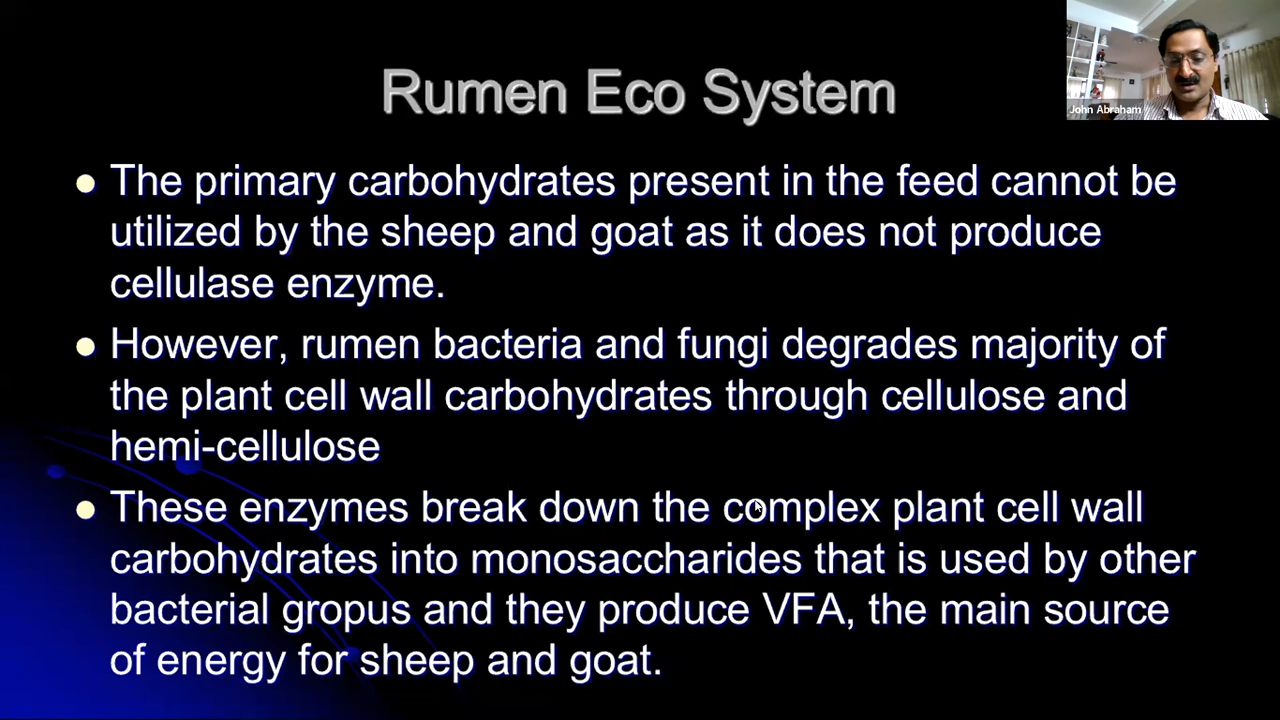 Rumen Eco System
John Abraham
The primary carbohydrates present in the feed cannot be
utilized by the sheep and goat as it does not produce
cellulase enzyme.
However, rumen bacteria and fungi degrades majority of
the plant cell wall carbohydrates through cellulose and
hemi-cellulose
These enzymes break down the complex plant cell wall
carbohydrates into monosaccharides that is used by other
bacterial gropus and they produce VFA, the main source
of energy for sheep and goat.